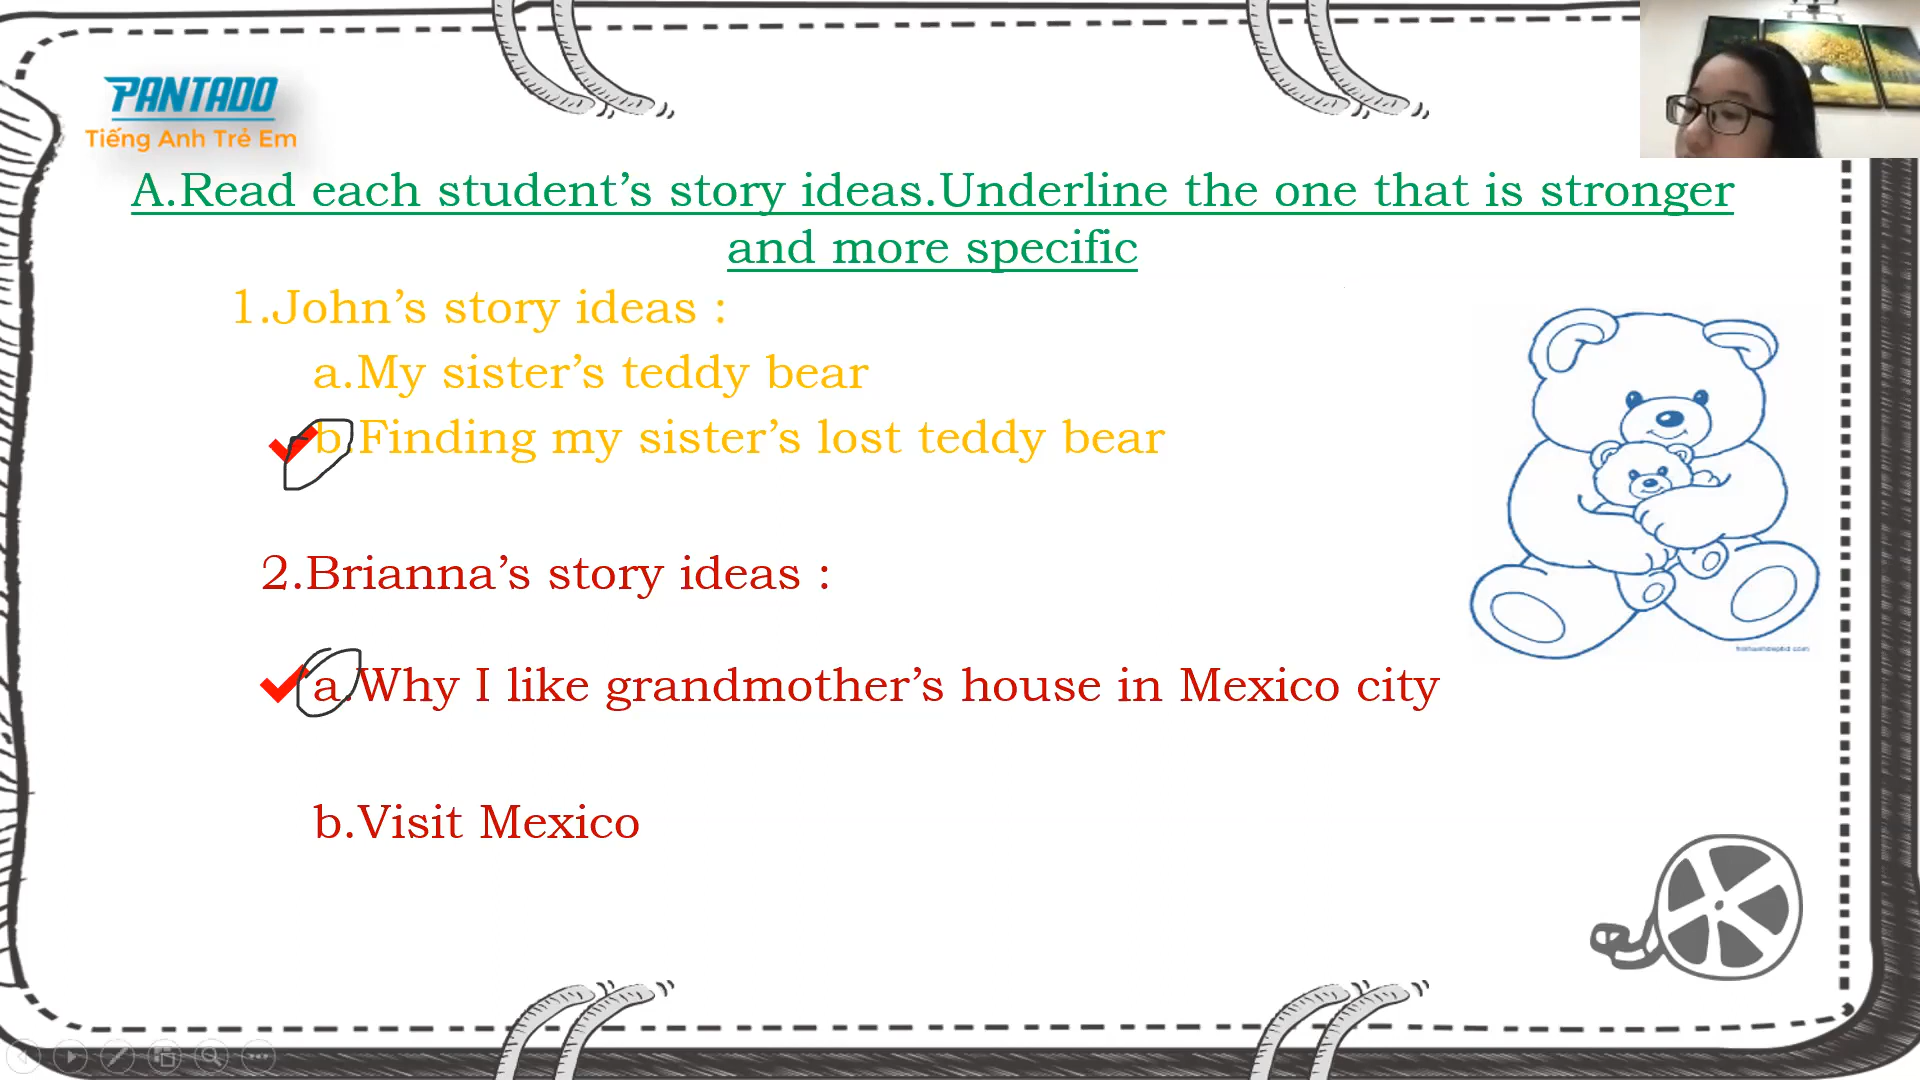 PANTADO
Tiếng Anh Trẻ Em
A.Read each student’s story ideas.Underline the one that is stronger
and more specific
1.John’s story ideas :
a.My sister’s teddy bear
b.Finding my sister’s lost teddy bear
2.Brianna’s story ideas :
a.Why I like grandmother’s house in Mexico city
b.Visit Mexico